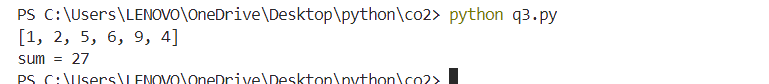 PS C:\Users\LENOVO\OneDrive\Desktop\python\co2> python q3.py
[1, 2, 5, 6, 9, 4]
sum = 27
PS C:\Users\LENOVO\OneDrive\Desktop\python\co2>